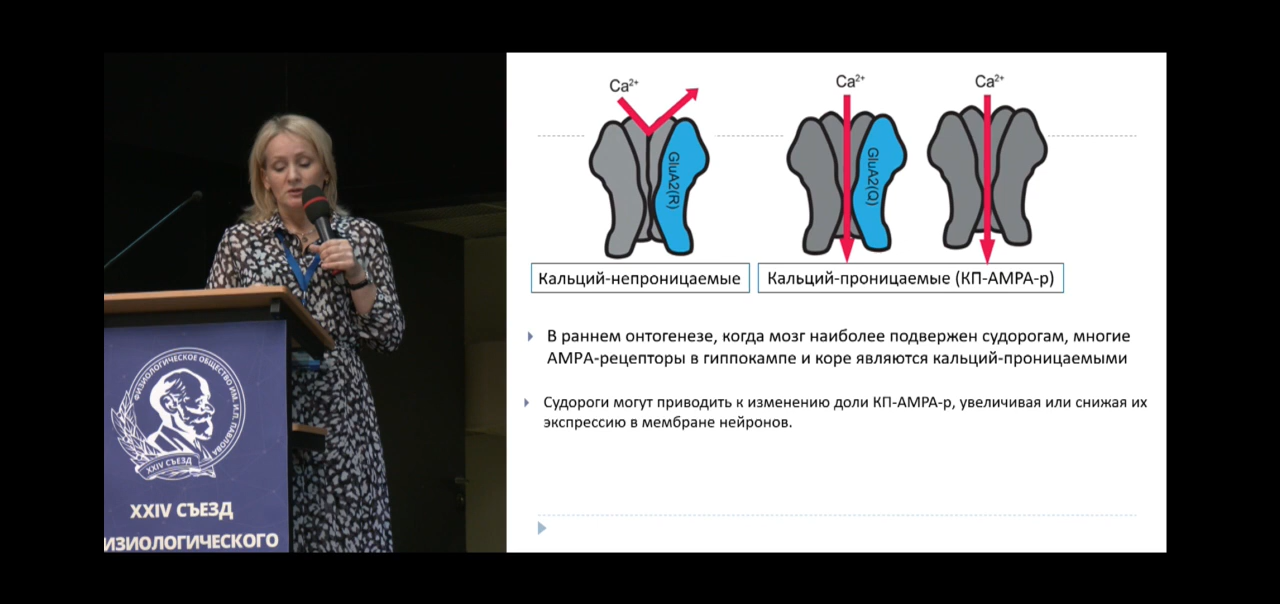 Ca²⁺
Ca²⁺
Ca²⁺
GluA2(R)
GluA2(Q)
Кальций-непроницаемые
Кальций-проницаемые (КП-АМРА-р)
В раннем онтогенезе, когда мозг наиболее подвержен судорогам, многие
АМРА-рецепторы в гиппокампе и коре являются кальций-проницаемыми
Судороги могут приводить к изменению доли КП-АМРА-р, увеличивая или снижая их
экспрессию в мембране нейронов.
ФИЗИОЛОГИЧЕСКОЕ ОБЩЕСТВО ИМ. И.П. ПАВЛОВА
XXIV СЪЕЗД
XXIV СЪЕЗД
ИЗИОЛОГИЧЕСКОГО